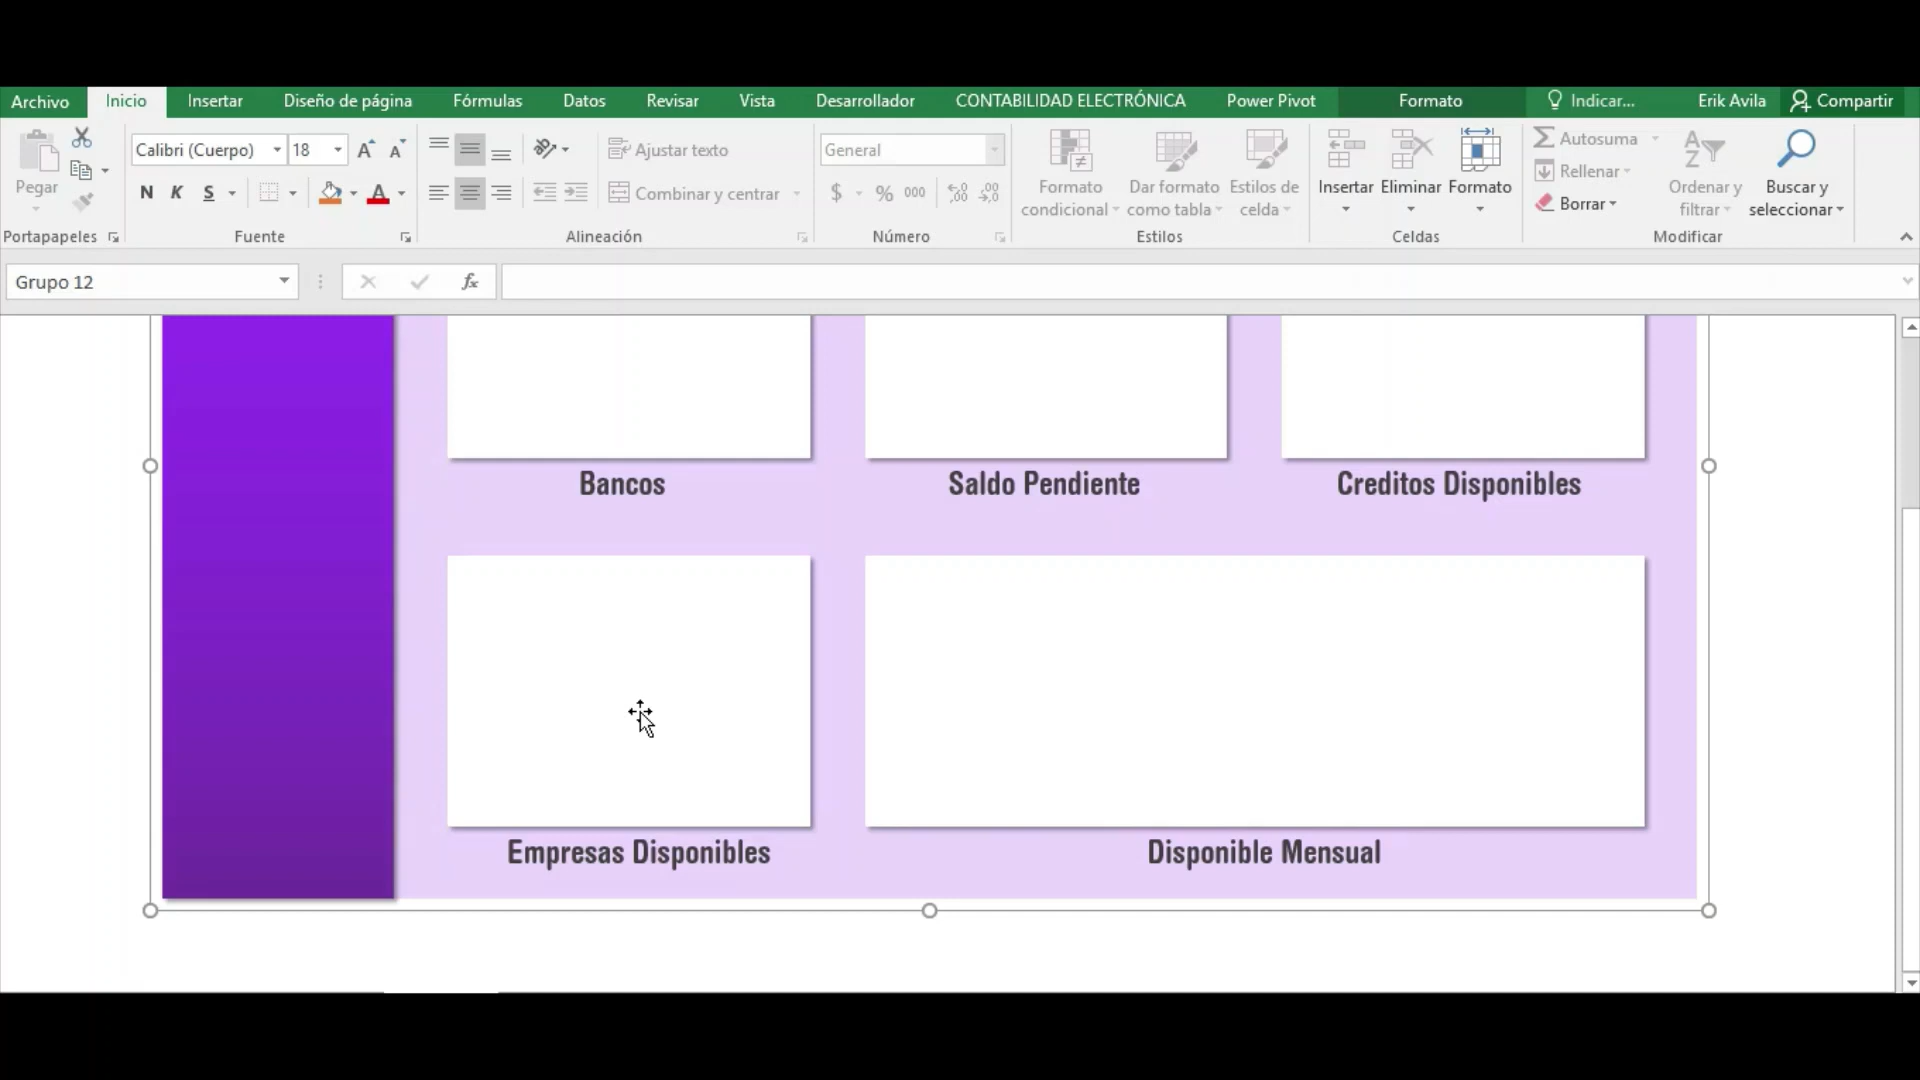 Archivo Inicio Insertar Diseño de página Fórmulas Datos Revisar Vista Desarrollador CONTABILIDAD ELECTRÓNICA Power Pivot Formato Indicar... Erik Avila Compartir
Pegar
Calibri (Cuerpo) 18 A A
N K S A
Ajustar texto
Combinar y centrar
General
$ % 000
Formato condicional
Dar formato como tabla
Estilos de celda
Insertar Eliminar Formato
Autosuma
Rellenar
Borrar
Ordenar y filtrar
Buscar y seleccionar
Portapapeles Fuente Alineación Número Estilos Celdas Modificar
Grupo 12 fx
Bancos Saldo Pendiente Creditos Disponibles
Empresas Disponibles Disponible Mensual